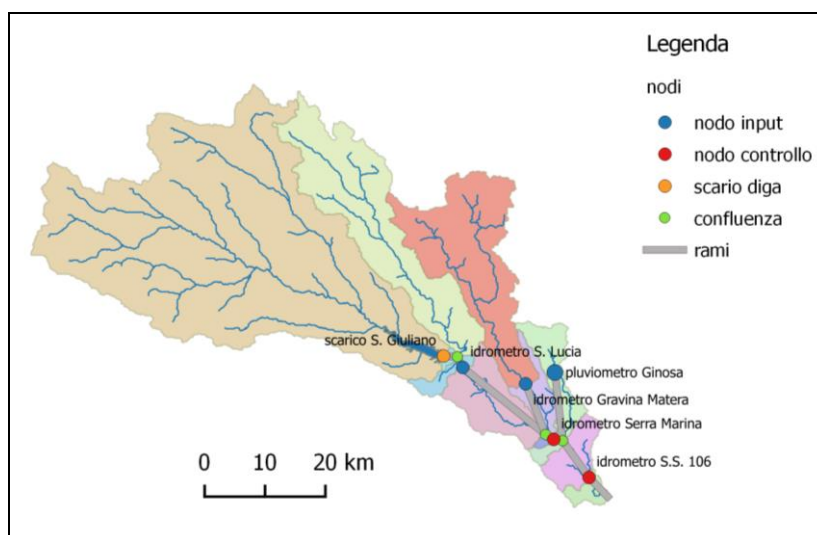 Legenda
nodi
nodo input
nodo controllo
scario diga
confluenza
rami
scarico S. Giuliano
idrometro S. Lucia
pluviometro Ginosa
idrometro Gravina Matera
idrometro Serra Marina
idrometro S.S. 106
0 10 20 km